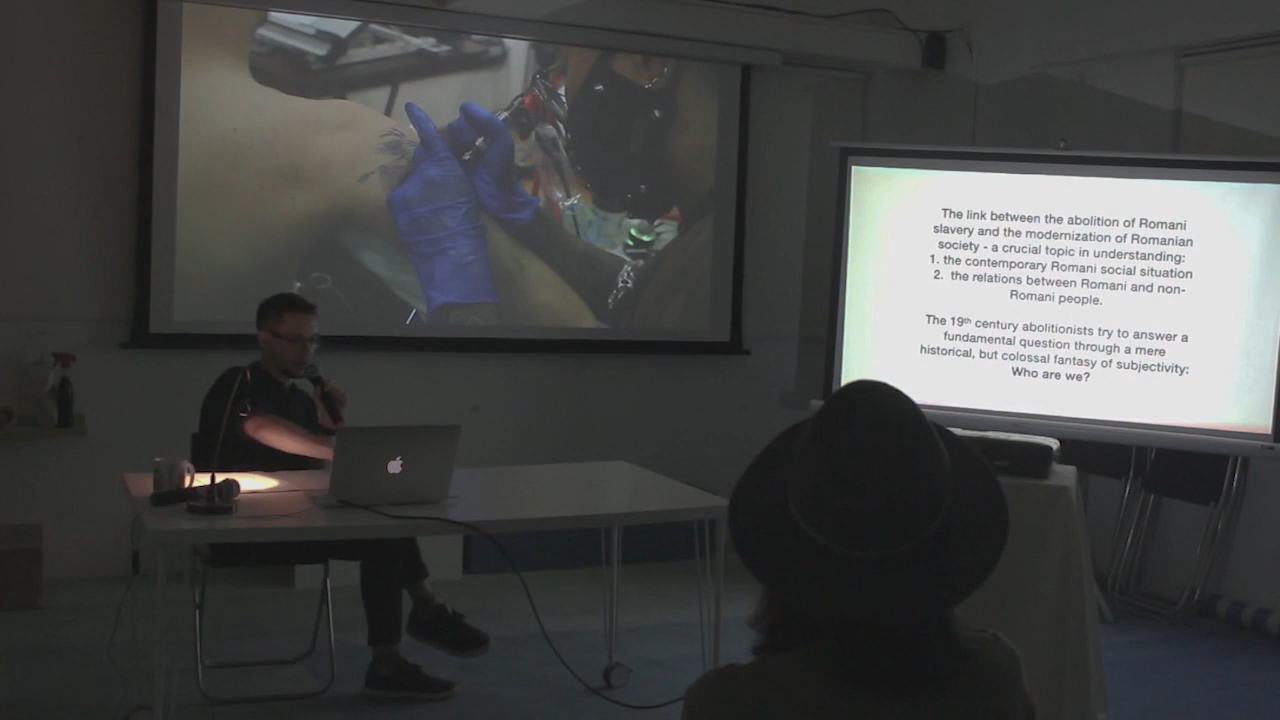 The link between the abolition of Romani
slavery and the modernization of Romanian
society - a crucial topic in understanding:
1. the contemporary Romani social situation
2. the relations between Romani and non-
Romani people.
The 19th century abolitionists try to answer a
fundamental question through a mere
historical, but colossal fantasy of subjectivity:
Who are we?